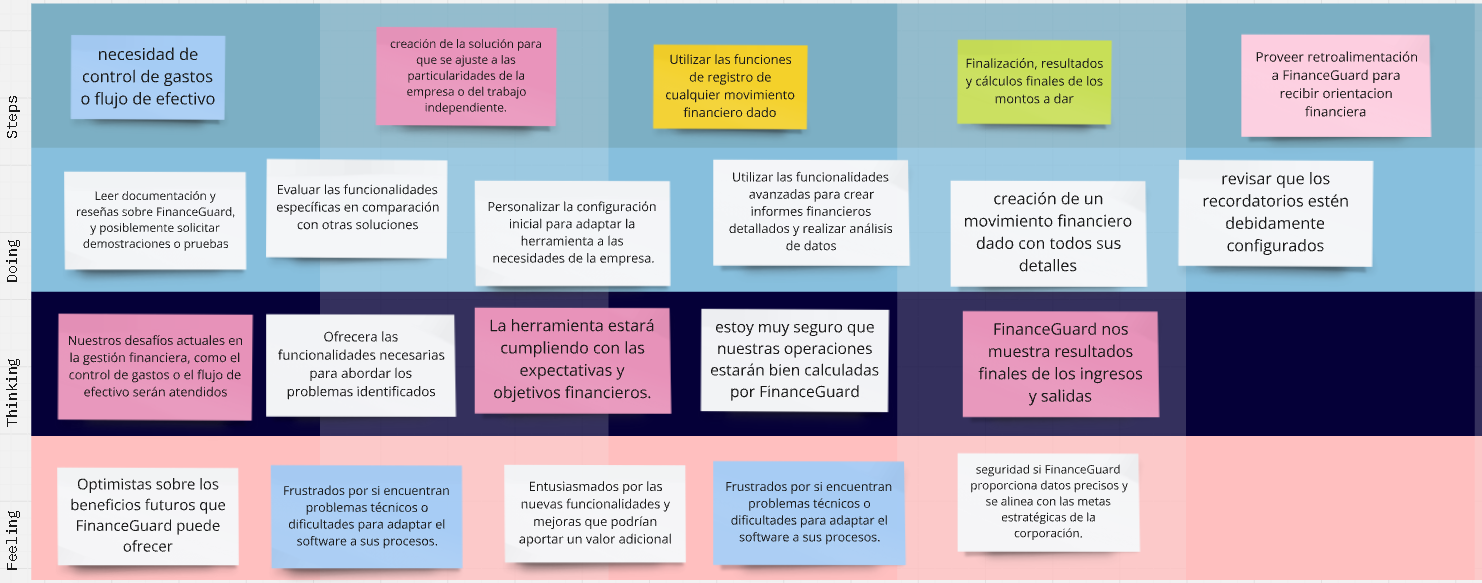 Steps
necesidad de
control de gastos
o flujo de efectivo
creación de la solución para
que se ajuste a las
particularidades de la
empresa o del trabajo
independiente.
Utilizar las funciones
de registro de
cualquier movimiento
financiero dado
Finalización, resultados
y cálculos finales de los
montos a dar
Proveer retroalimentación
a FinanceGuard para
recibir orientacion
financiera
Doing
Leer documentación y
reseñas sobre FinanceGuard,
y posiblemente solicitar
demostraciones o pruebas
Evaluar las funcionalidades
específicas en comparación
con otras soluciones
Personalizar la configuración
inicial para adaptar la
herramienta a las
necesidades de la empresa.
Utilizar las funcionalidades
avanzadas para crear
informes financieros
detallados y realizar análisis
de datos
creación de un
movimiento financiero
dado con todos sus
detalles
revisar que los
recordatorios estén
debidamente
configurados
Thinking
Nuestros desafíos actuales en
la gestión financiera, como el
control de gastos o el flujo de
efectivo serán atendidos
Ofrecera las
funcionalidades necesarias
para abordar los
problemas identificados
La herramienta estará
cumpliendo con las
expectativas y
objetivos financieros.
estoy muy seguro que
nuestras operaciones
estarán bien calculadas
por FinanceGuard
FinanceGuard nos
muestra resultados
finales de los ingresos
y salidas
Feeling
Optimistas sobre los
beneficios futuros que
FinanceGuard puede
ofrecer
Frustrados por si encuentran
problemas técnicos o
dificultades para adaptar el
software a sus procesos.
Entusiasmados por las
nuevas funcionalidades y
mejoras que podrían
aportar un valor adicional
Frustrados por si encuentran
problemas técnicos o
dificultades para adaptar el
software a sus procesos.
seguridad si FinanceGuard
proporciona datos precisos y
se alinea con las metas
estratégicas de la
corporación.